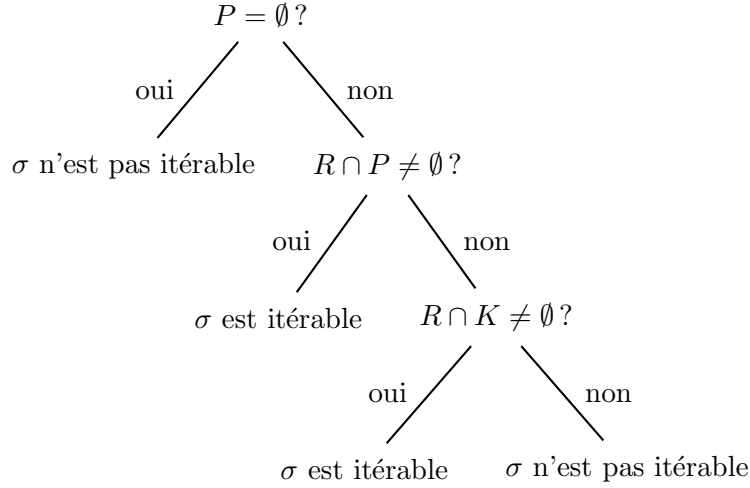 P = ∅ ?
oui
non
σ n'est pas itérable
R ∩ P ≠ ∅ ?
oui
non
σ est itérable
R ∩ K ≠ ∅ ?
oui
non
σ est itérable
σ n'est pas itérable